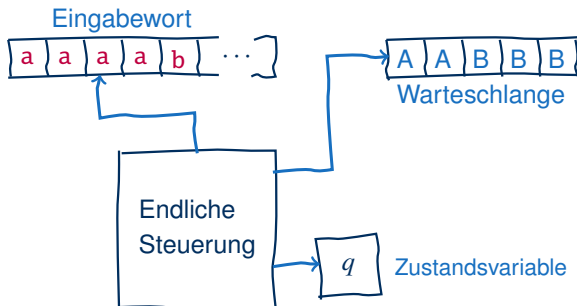 Eingabewort
a a a a b ...
A A B B B
Warteschlange
Endliche
Steuerung
q
Zustandsvariable